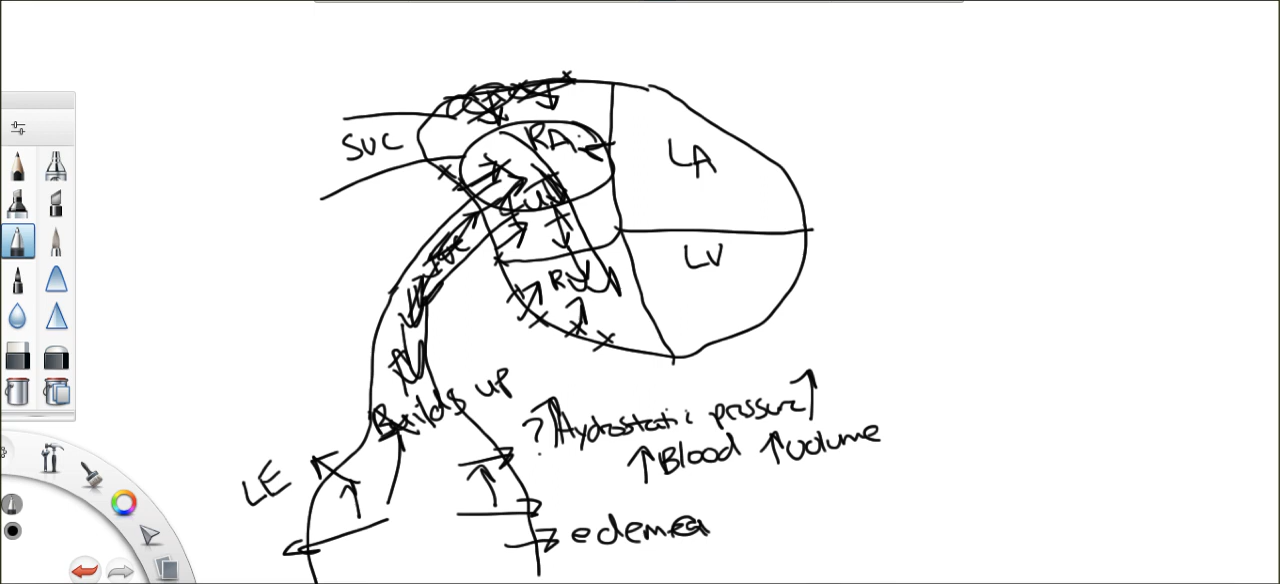 RA
SVC
LA
IVC
LV
RV
Builds up
? ↑Hydrostatic pressure↑
↑Blood ↑volume
LE
edema